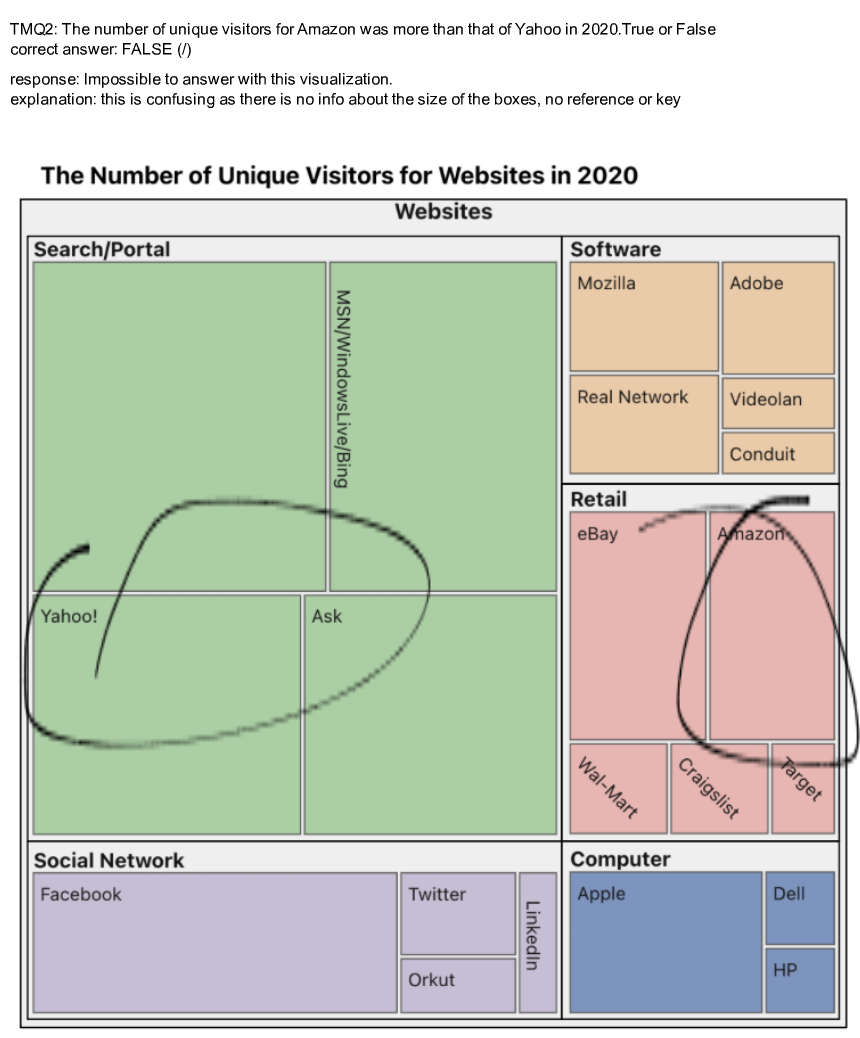 TMQ2: The number of unique visitors for Amazon was more than that of Yahoo in 2020.True or False
correct answer: FALSE (/)
response: Impossible to answer with this visualization.
explanation: this is confusing as there is no info about the size of the boxes, no reference or key
The Number of Unique Visitors for Websites in 2020
Websites
Search/Portal
MSN/WindowsLive/Bing
Yahoo!
Ask
Software
Mozilla
Adobe
Real Network
Videolan
Conduit
Retail
eBay
Amazon
Wal-Mart
Craigslist
Target
Social Network
Facebook
Twitter
Orkut
LinkedIn
Computer
Apple
Dell
HP